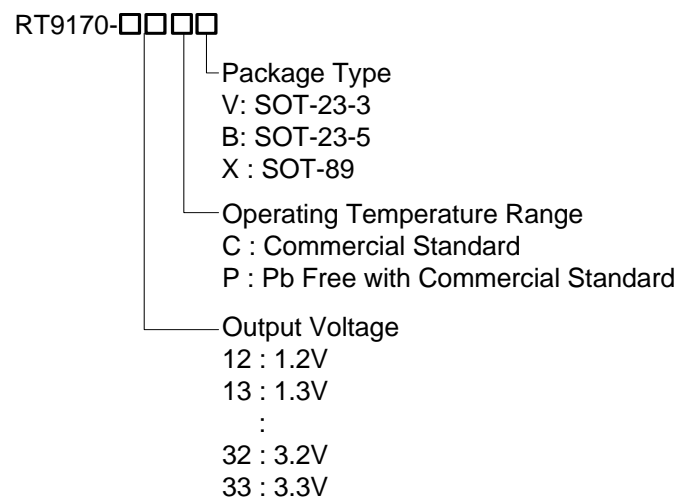 RT9170-□□□□
Package Type
V: SOT-23-3
B: SOT-23-5
X : SOT-89
Operating Temperature Range
C : Commercial Standard
P : Pb Free with Commercial Standard
Output Voltage
12 : 1.2V
13 : 1.3V
:
32 : 3.2V
33 : 3.3V